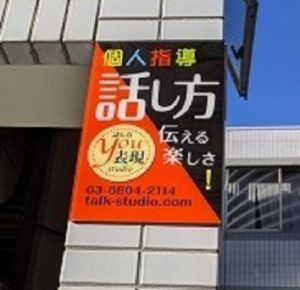 個人指導
話し方
伝える
楽しさ!
話し方
You
表現
studio
03-6804-2114
talk-studio.com